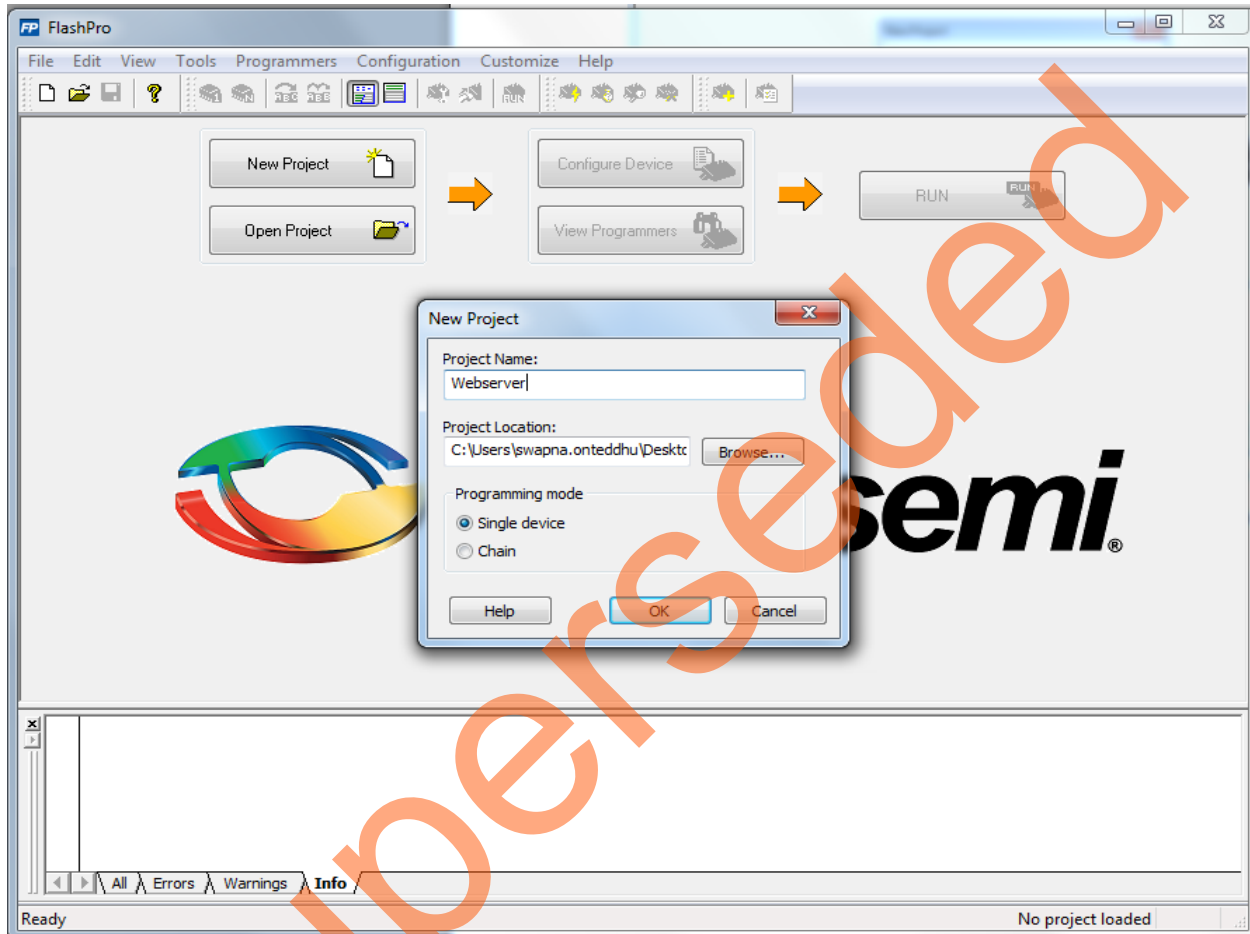 FlashPro
File Edit View Tools Programmers Configuration Customize Help
New Project
Open Project
Configure Device
View Programmers
RUN
RUN
New Project
Project Name:
Webserver
Project Location:
C:\Users\swapna.onteddhu\Deskto
Browse...
Programming mode
Single device
Chain
Help OK Cancel
semi®
All Errors Warnings Info
Ready No project loaded
perseded